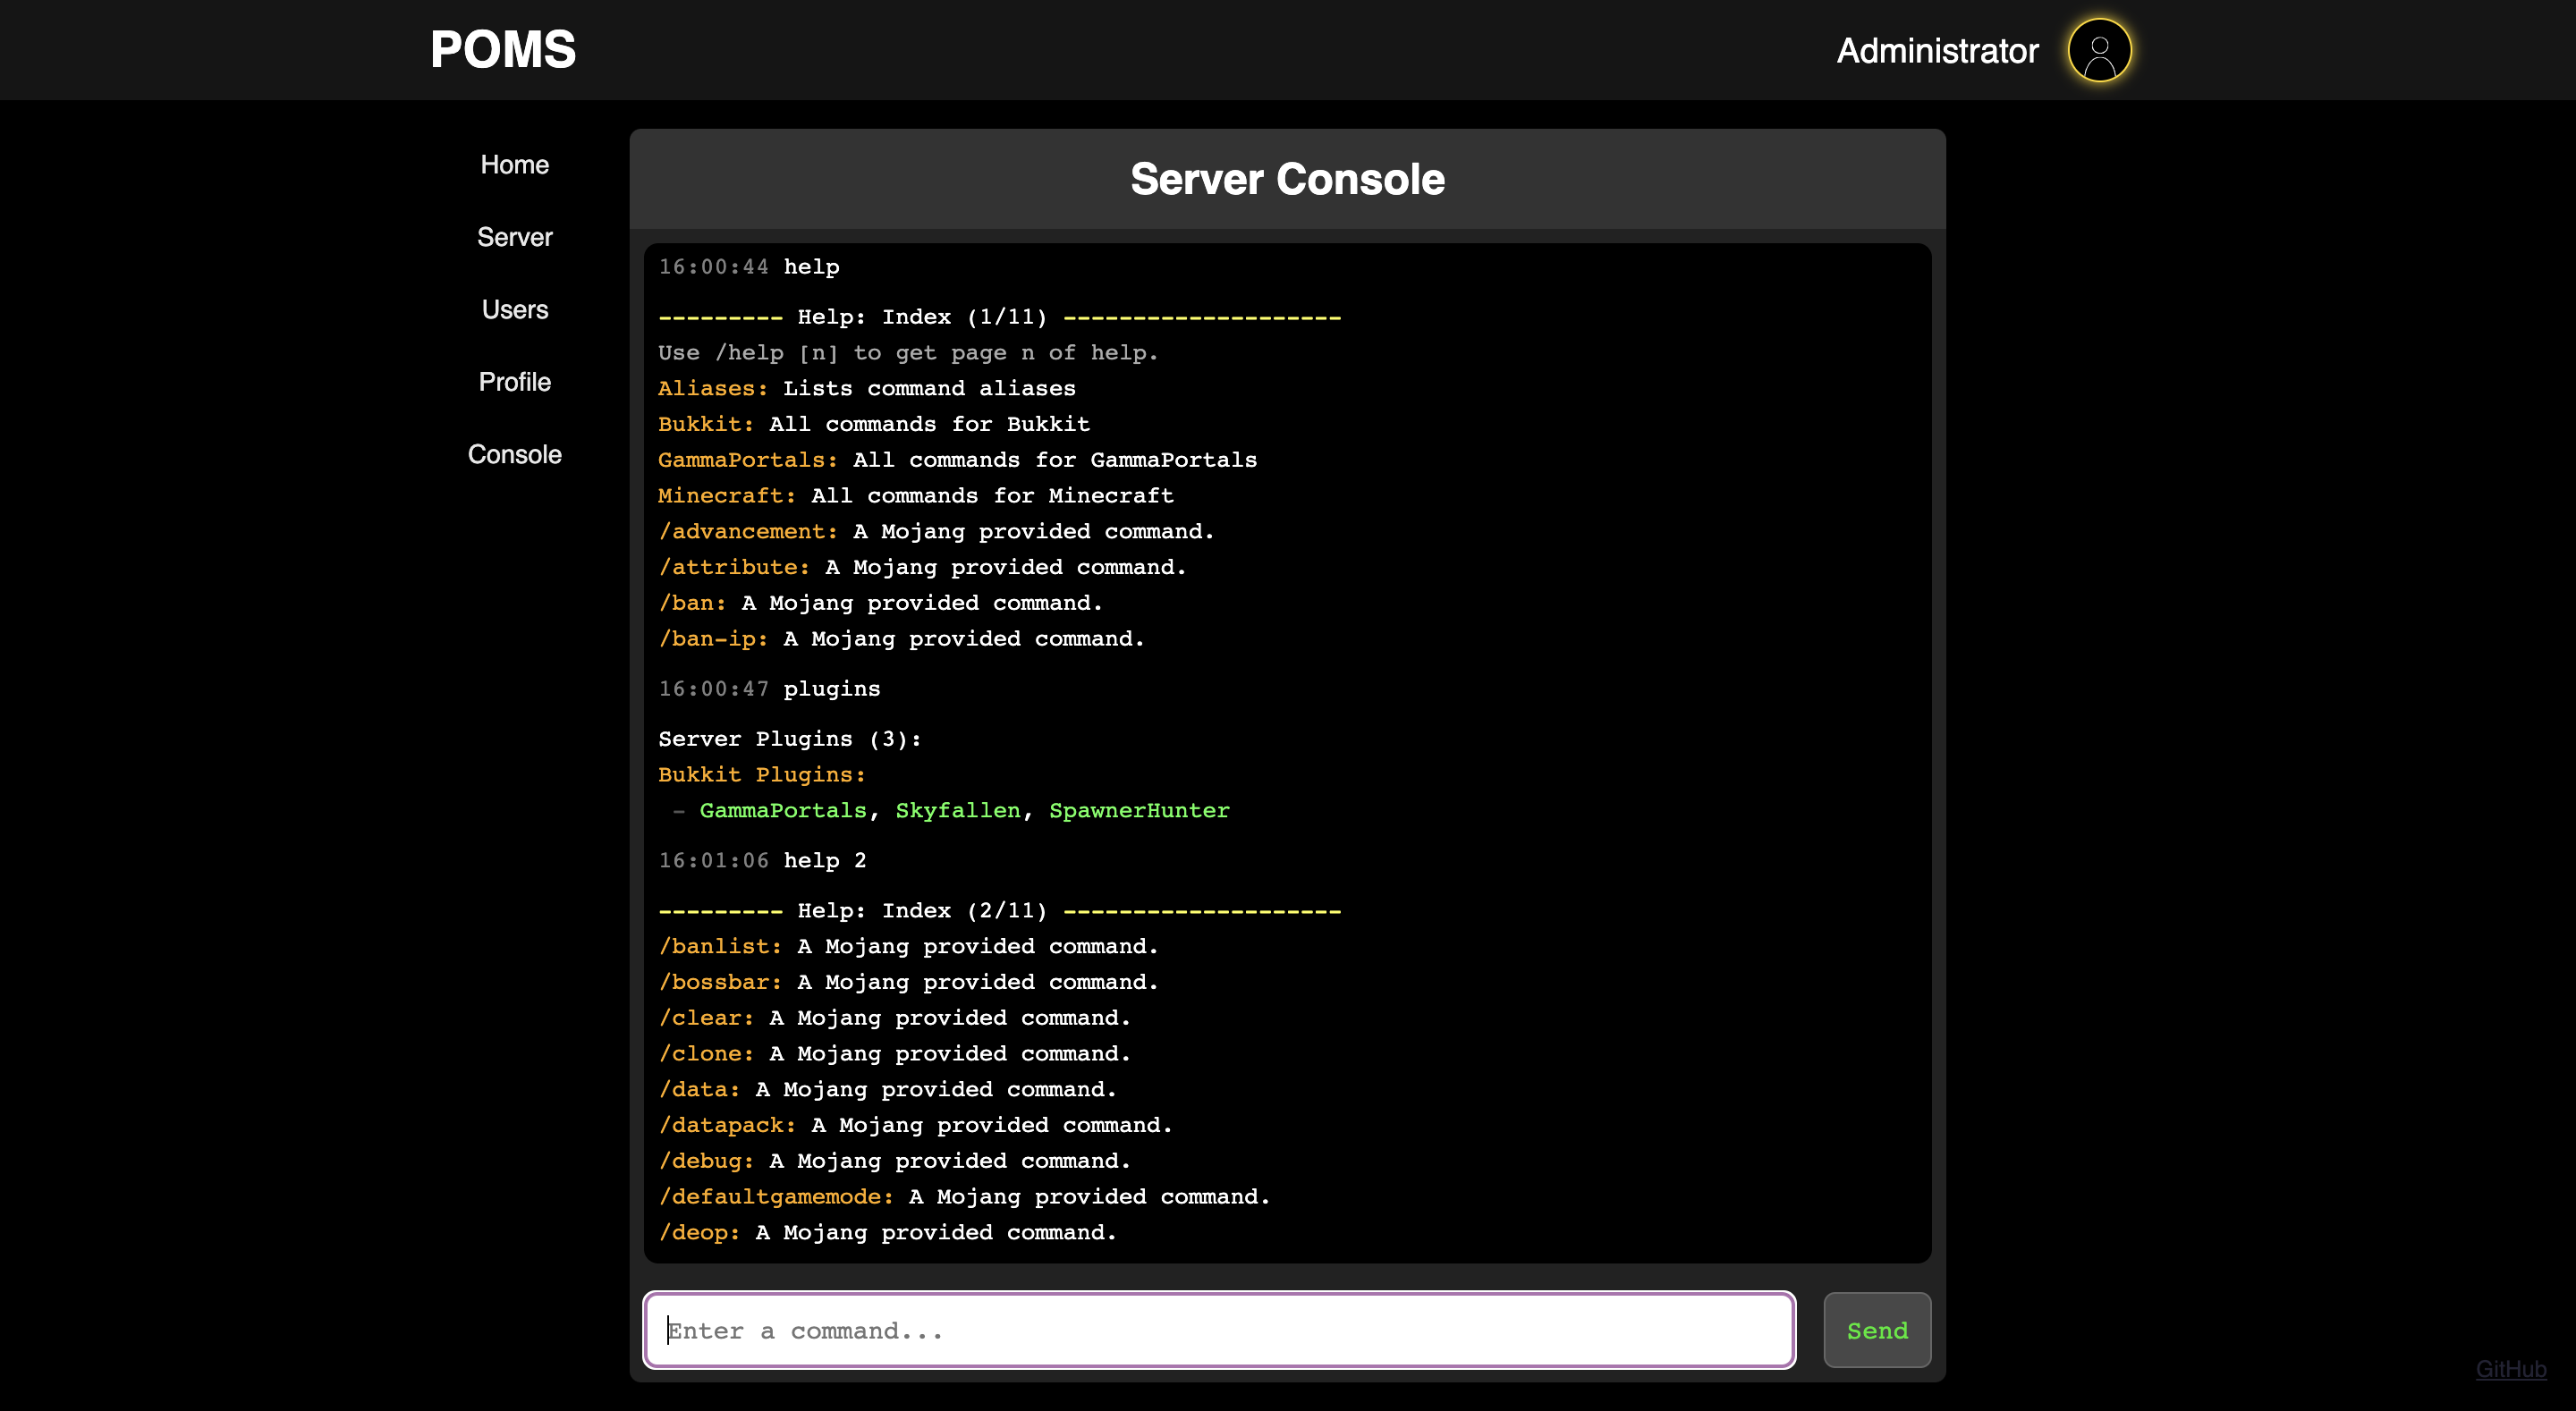 POMS
Administrator
Home
Server
Users
Profile
Console
Server Console
16:00:44 help
--------- Help: Index (1/11) --------------------
Use /help [n] to get page n of help.
Aliases: Lists command aliases
Bukkit: All commands for Bukkit
GammaPortals: All commands for GammaPortals
Minecraft: All commands for Minecraft
/advancement: A Mojang provided command.
/attribute: A Mojang provided command.
/ban: A Mojang provided command.
/ban-ip: A Mojang provided command.
16:00:47 plugins
Server Plugins (3):
Bukkit Plugins:
- GammaPortals, Skyfallen, SpawnerHunter
16:01:06 help 2
--------- Help: Index (2/11) --------------------
/banlist: A Mojang provided command.
/bossbar: A Mojang provided command.
/clear: A Mojang provided command.
/clone: A Mojang provided command.
/data: A Mojang provided command.
/datapack: A Mojang provided command.
/debug: A Mojang provided command.
/defaultgamemode: A Mojang provided command.
/deop: A Mojang provided command.
Enter a command...
Send
GitHub